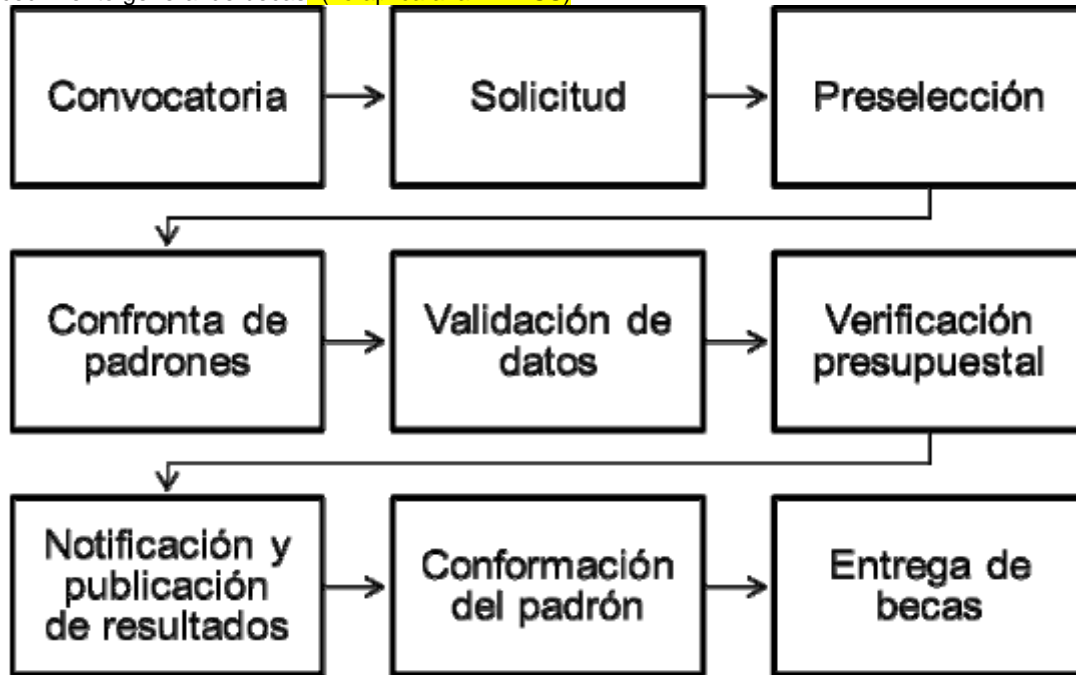 Convocatoria
Solicitud
Preselección
Confronta de
padrones
Validación de
datos
Verificación
presupuestal
Notificación y
publicación
de resultados
Conformación
del padrón
Entrega de
becas